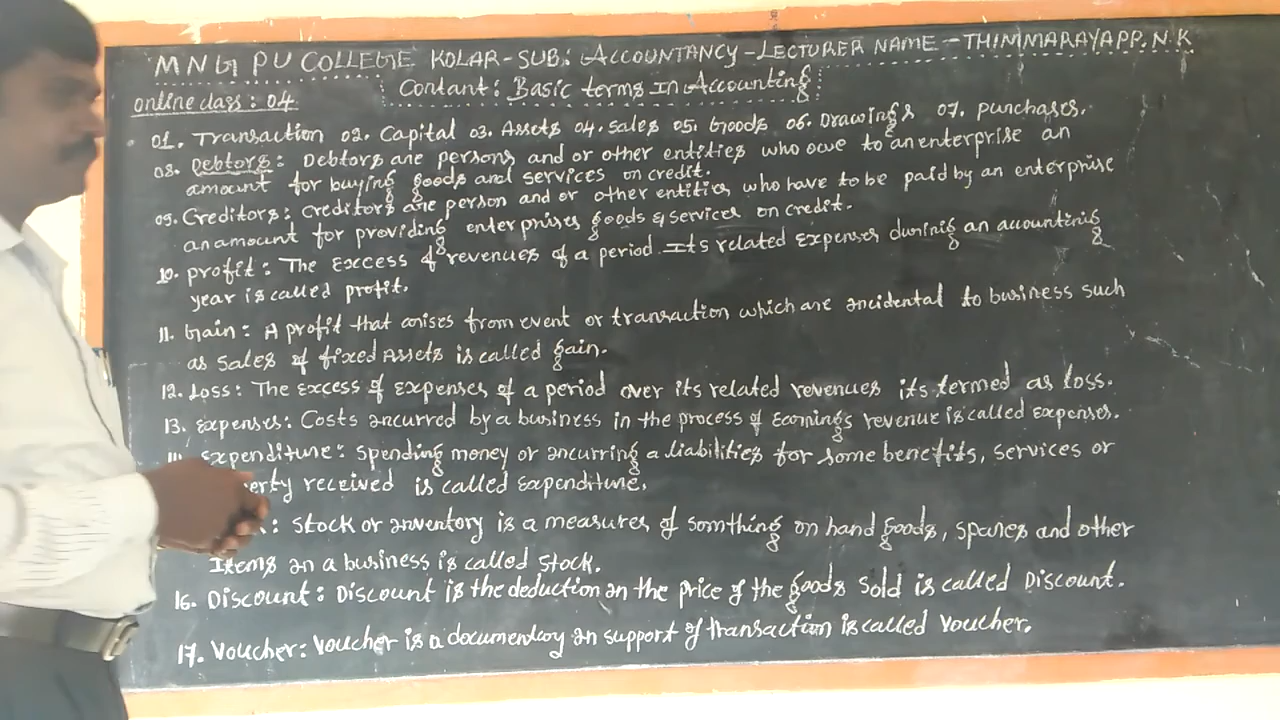 MNG PU COLLEGE KOLAR-SUB: ACCOUNTANCY-LECTURER NAME-THIMMARAYAPP.N.K
Contant: Basic terms In Accounting
online class: 04
01. Transaction 02. Capital 03. Assets 04. Sales 05. Goods 06. Drawings 07. purchases.
08. Debtors: Debtors are persons and or other entities who owe to an enterprise an
amount for buying goods and services on credit.
09. Creditors: Creditors are person and or other entities who have to be paid by an enterprise
an amount for providing enterprises goods & services on credit.
10. profit: The Excess of revenues of a period Its related expenses during an accounting
year is called profit.
11. Gain: A profit that arises from event or transaction which are incidental to business such
as sales of fixed Assets is called gain.
12. Loss: The Excess of Expenses of a period over its related revenues its termed as loss.
13. Expenses: Costs incurred by a business in the process of Earnings revenue is called Expenses.
Expenditure: Spending money or incurring a liabilities for some benefits, services or
erty received is called Expenditure.
: Stock or inventory is a measures of somthing on hand goods, spares and other
Items in a business is called Stock.
16. Discount: Discount is the deduction in the price of the goods sold is called Discount.
17. Voucher: Voucher is a documentary in support of transaction is called Voucher.